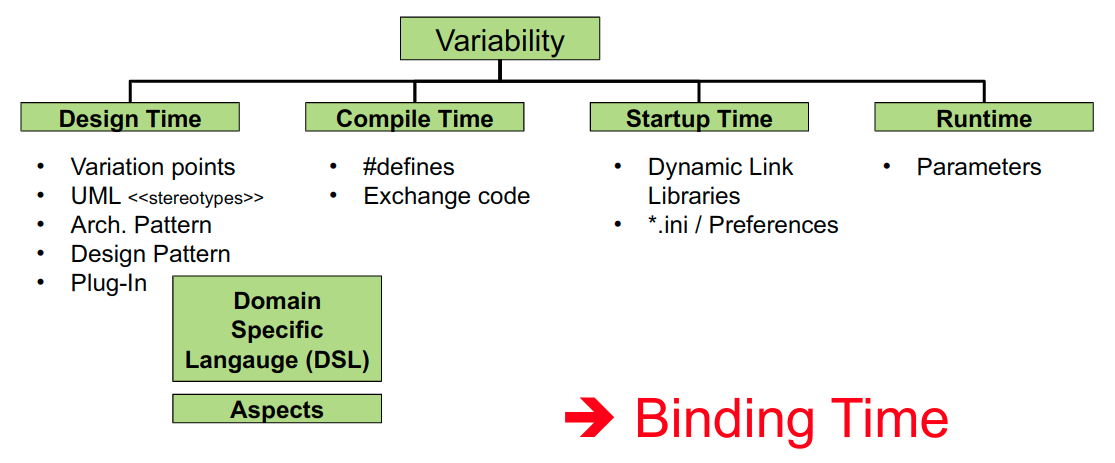 Variability
Design Time
Compile Time
Startup Time
Runtime
• Variation points
• UML <<stereotypes>>
• Arch. Pattern
• Design Pattern
• Plug-In
• #defines
• Exchange code
• Dynamic Link
Libraries
• *.ini / Preferences
• Parameters
Domain
Specific
Langauge (DSL)
Aspects
➔ Binding Time